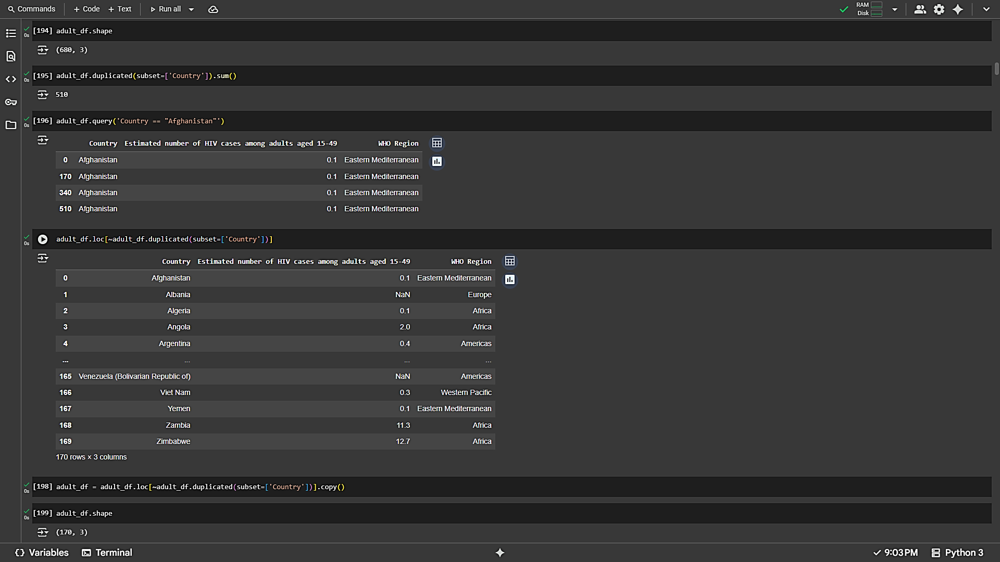 Commands + Code + Text Run all RAM Disk
[194] adult_df.shape
0s
(680, 3)
[195] adult_df.duplicated(subset=['Country']).sum()
0s
510
[196] adult_df.query('Country == "Afghanistan"')
0s
Country Estimated number of HIV cases among adults aged 15-49 WHO Region
0 Afghanistan 0.1 Eastern Mediterranean
170 Afghanistan 0.1 Eastern Mediterranean
340 Afghanistan 0.1 Eastern Mediterranean
510 Afghanistan 0.1 Eastern Mediterranean
adult_df.loc[~adult_df.duplicated(subset=['Country'])]
0s
Country Estimated number of HIV cases among adults aged 15-49 WHO Region
0 Afghanistan 0.1 Eastern Mediterranean
1 Albania NaN Europe
2 Algeria 0.1 Africa
3 Angola 2.0 Africa
4 Argentina 0.4 Americas
... ... ... ...
165 Venezuela (Bolivarian Republic of) NaN Americas
166 Viet Nam 0.3 Western Pacific
167 Yemen 0.1 Eastern Mediterranean
168 Zambia 11.3 Africa
169 Zimbabwe 12.7 Africa
170 rows × 3 columns
[198] adult_df = adult_df.loc[~adult_df.duplicated(subset=['Country'])].copy()
0s
[199] adult_df.shape
0s
(170, 3)
{} Variables Terminal 9:03 PM Python 3